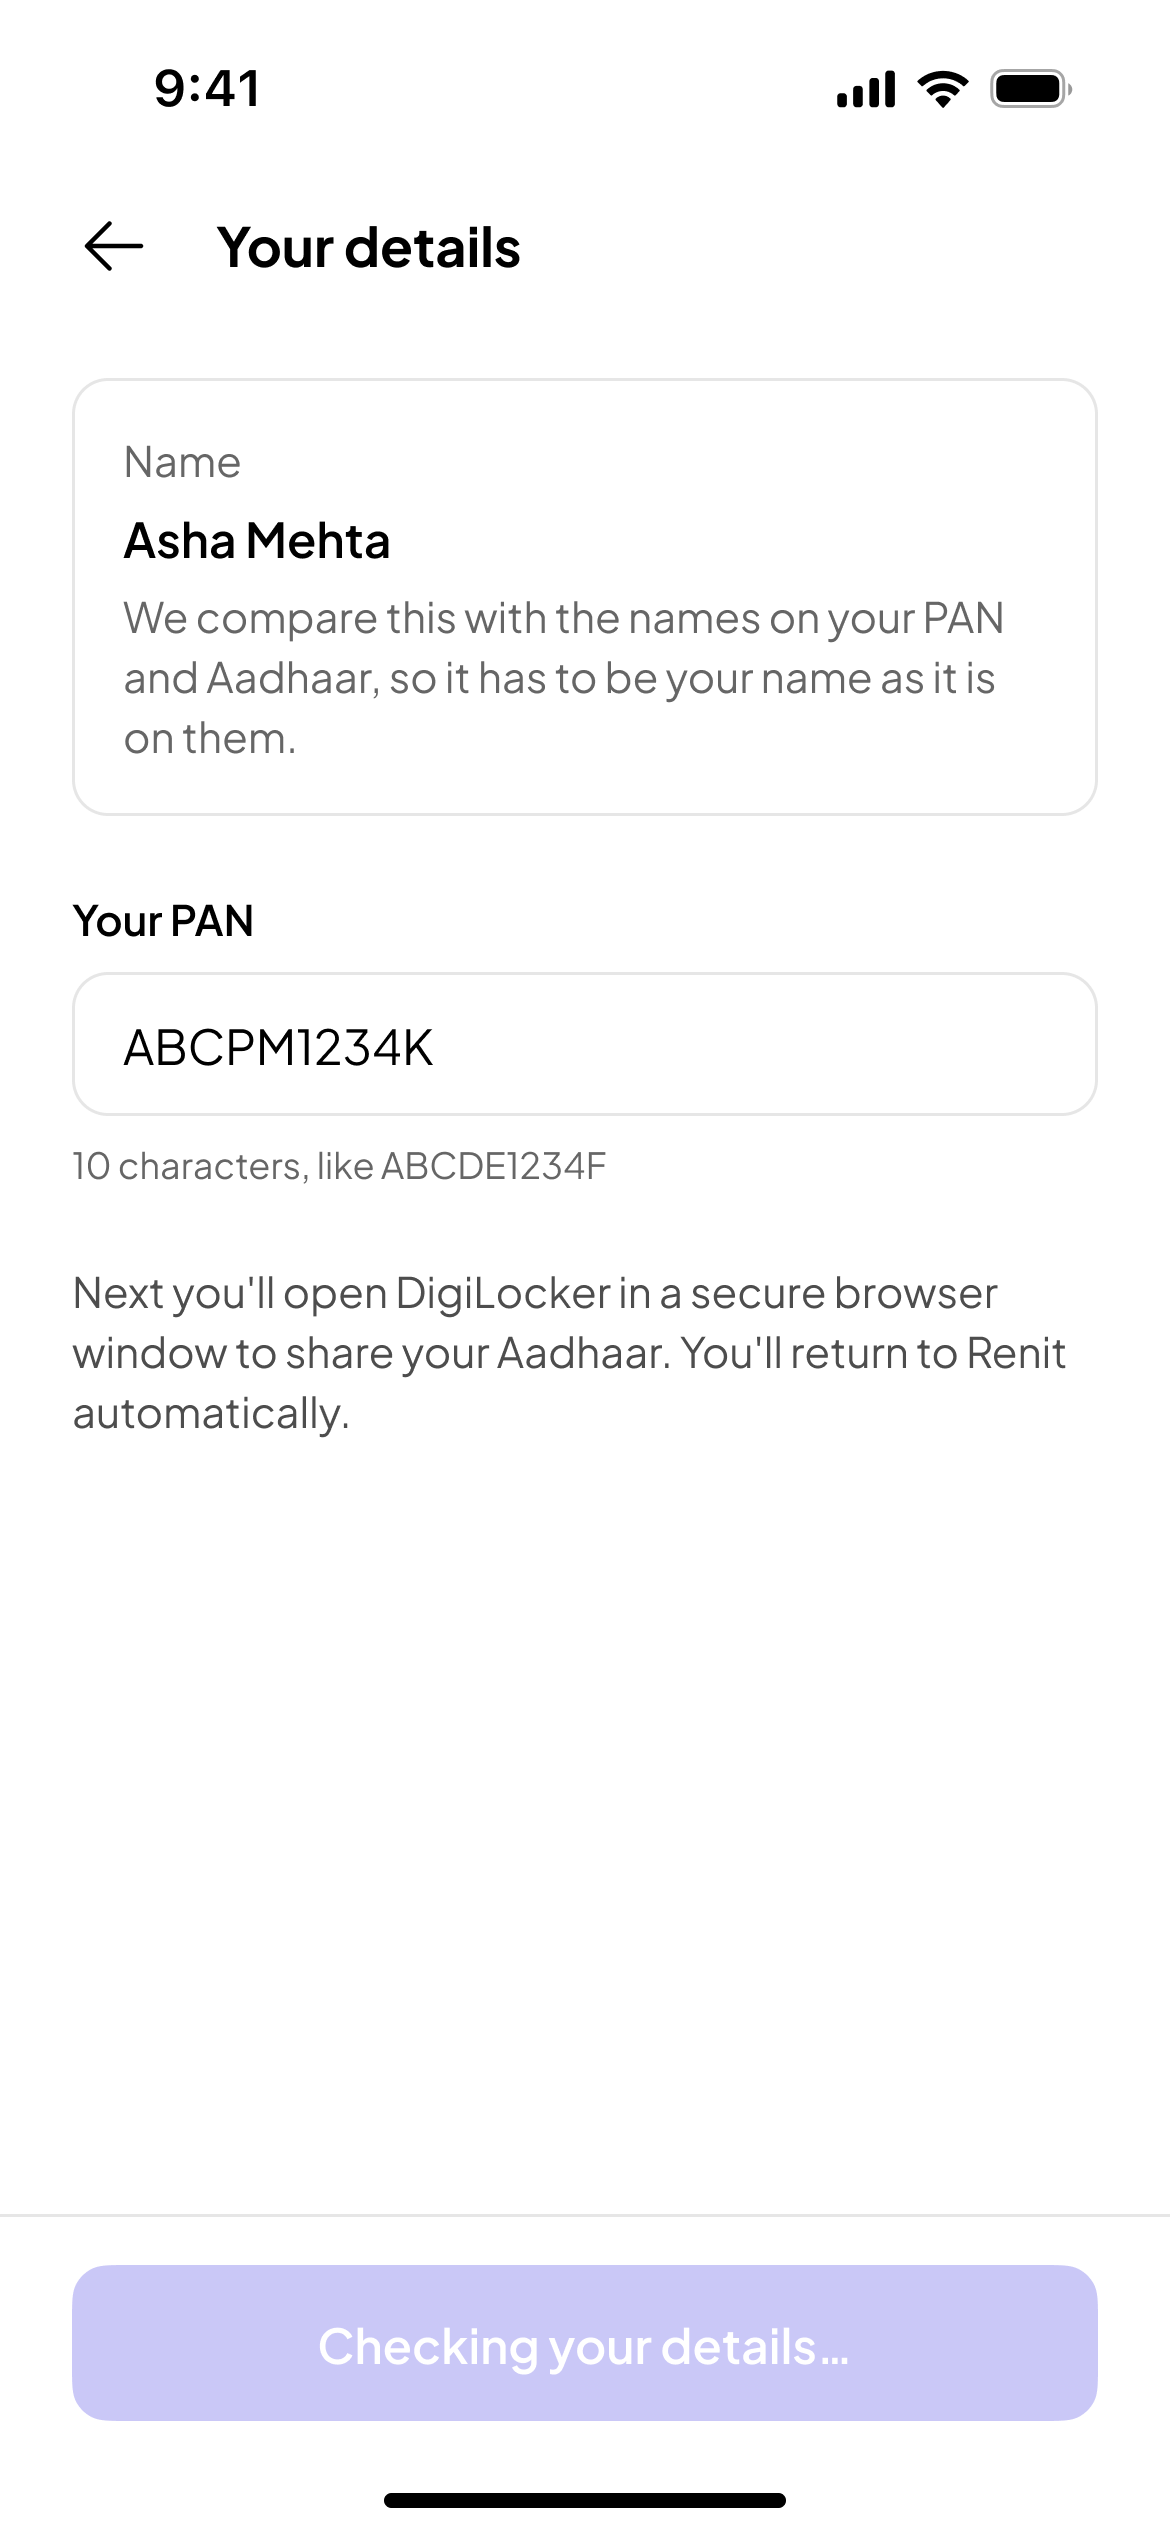 9:41
Your details
Name
Asha Mehta
We compare this with the names on your PAN
and Aadhaar, so it has to be your name as it is
on them.
Your PAN
ABCPM1234K
10 characters, like ABCDE1234F
Next you'll open DigiLocker in a secure browser
window to share your Aadhaar. You'll return to Renit
automatically.
Checking your details...